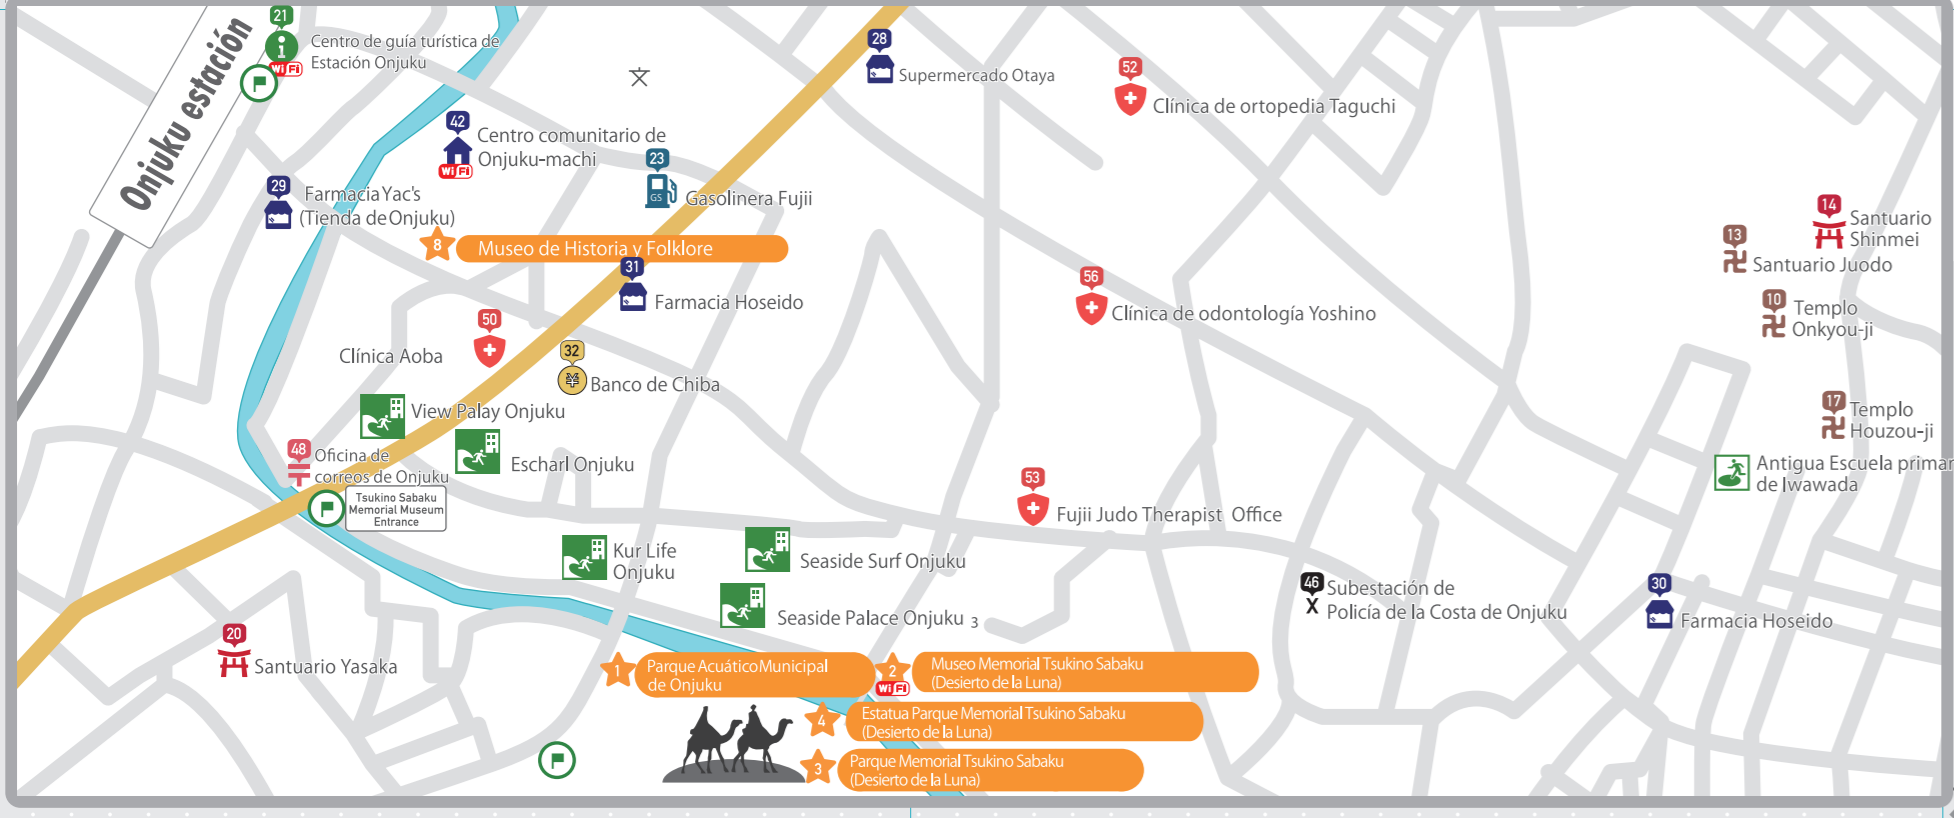 21
Centro de guía turística de
Estación Onjuku
WiFi
Onjuku estación
28
Supermercado Otaya
52
Clínica de ortopedia Taguchi
文
42
Centro comunitario de
Onjuku-machi
WiFi
23
GS
Gasolinera Fujii
29
Farmacia Yac's
(Tienda de Onjuku)
8
Museo de Historia y Folklore
31
Farmacia Hoseido
14
Santuario
Shinmei
13
Santuario Juodo
10
Templo
Onkyou-ji
56
Clínica de odontología Yoshino
50
Clínica Aoba
32
¥
Banco de Chiba
View Palay Onjuku
17
Templo
Houzou-ji
48
Oficina de
correos de Onjuku
Escharl Onjuku
Antigua Escuela primar
de Iwawada
Tsukino Sabaku
Memorial Museum
Entrance
53
Fujii Judo Therapist Office
Kur Life
Onjuku
Seaside Surf Onjuku
46
X
Subestación de
Policía de la Costa de Onjuku
30
Farmacia Hoseido
Seaside Palace Onjuku 3
20
Santuario Yasaka
1
Parque Acuático Municipal
de Onjuku
2
WiFi
Museo Memorial Tsukino Sabaku
(Desierto de la Luna)
4
Estatua Parque Memorial Tsukino Sabaku
(Desierto de la Luna)
3
Parque Memorial Tsukino Sabaku
(Desierto de la Luna)